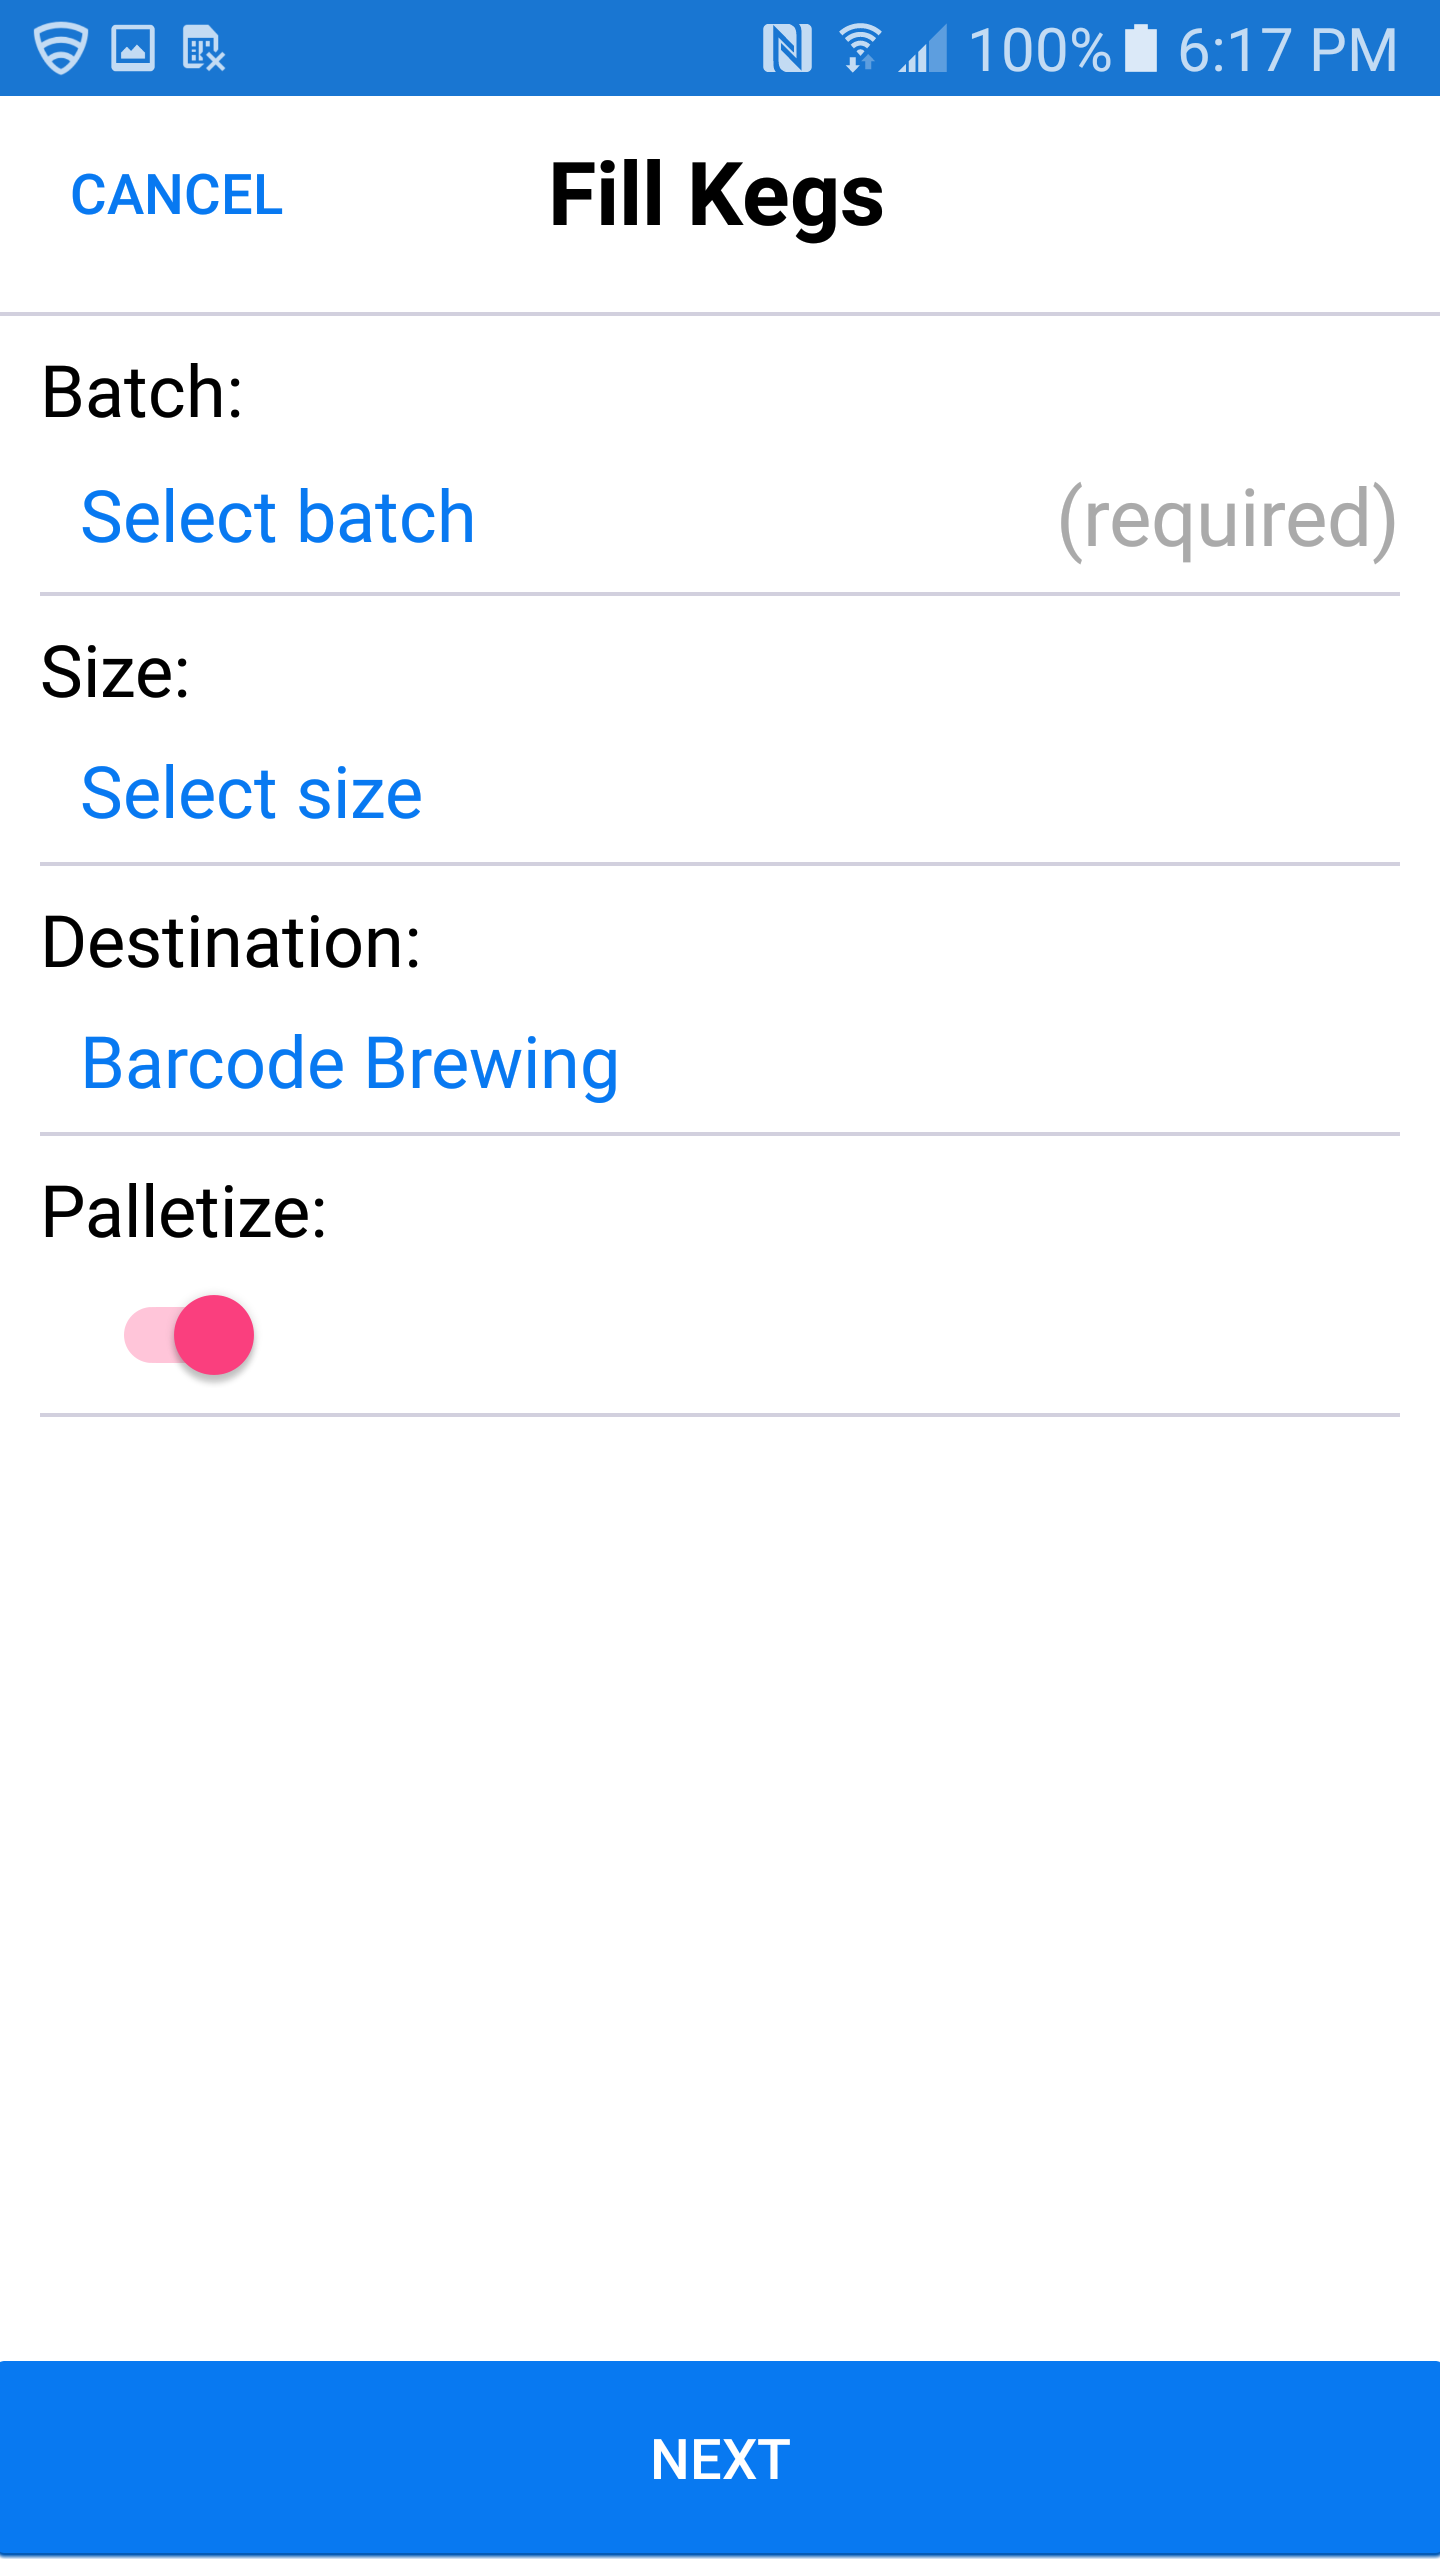 100% 6:17 PM
CANCEL Fill Kegs
Batch:
Select batch (required)
Size:
Select size
Destination:
Barcode Brewing
Palletize:
NEXT